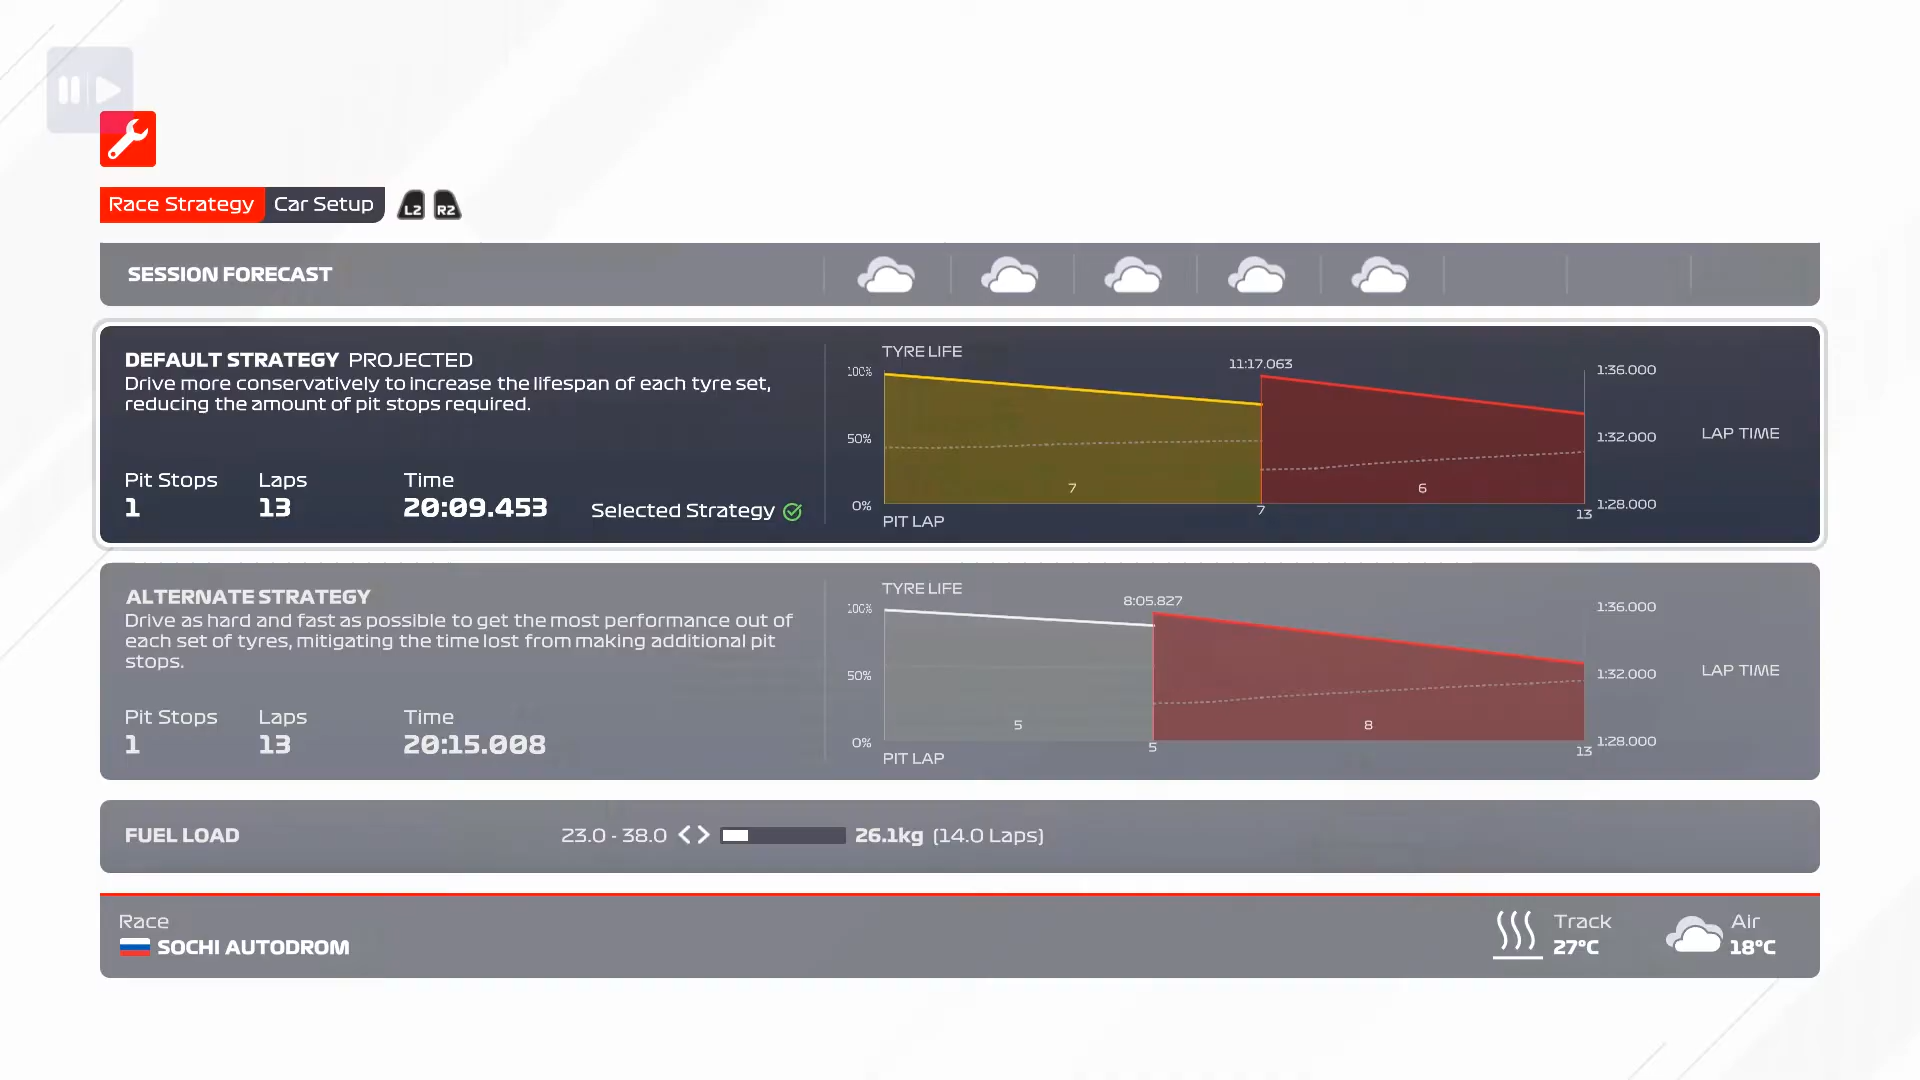 Race Strategy Car Setup L2 R2
SESSION FORECAST
DEFAULT STRATEGY PROJECTED
Drive more conservatively to increase the lifespan of each tyre set,
reducing the amount of pit stops required.
Pit Stops Laps Time
1 13 20:09.453 Selected Strategy
TYRE LIFE
11:17.063
100% 1:36.000
50% 1:32.000 LAP TIME
7 6
0% 7 13 1:28.000
PIT LAP
ALTERNATE STRATEGY
Drive as hard and fast as possible to get the most performance out of
each set of tyres, mitigating the time lost from making additional pit
stops.
Pit Stops Laps Time
1 13 20:15.008
TYRE LIFE
8:05.827
100% 1:36.000
50% 1:32.000 LAP TIME
5 8
0% 5 13 1:28.000
PIT LAP
FUEL LOAD 23.0 - 38.0 26.1kg (14.0 Laps)
Race
SOCHI AUTODROM
Track
27°C
Air
18°C